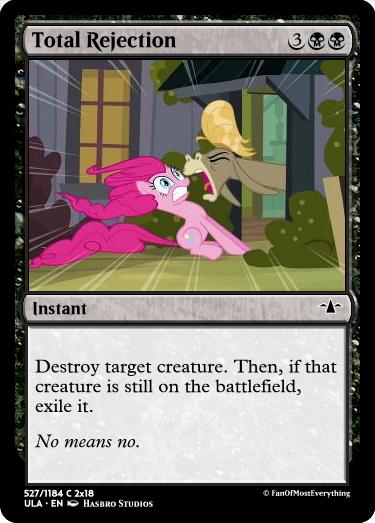 Total Rejection 3
Instant
Destroy target creature. Then, if that
creature is still on the battlefield,
exile it.
No means no.
527/1184 C 2x18
ULA • EN HASBRO STUDIOS
© FanOfMostEverything